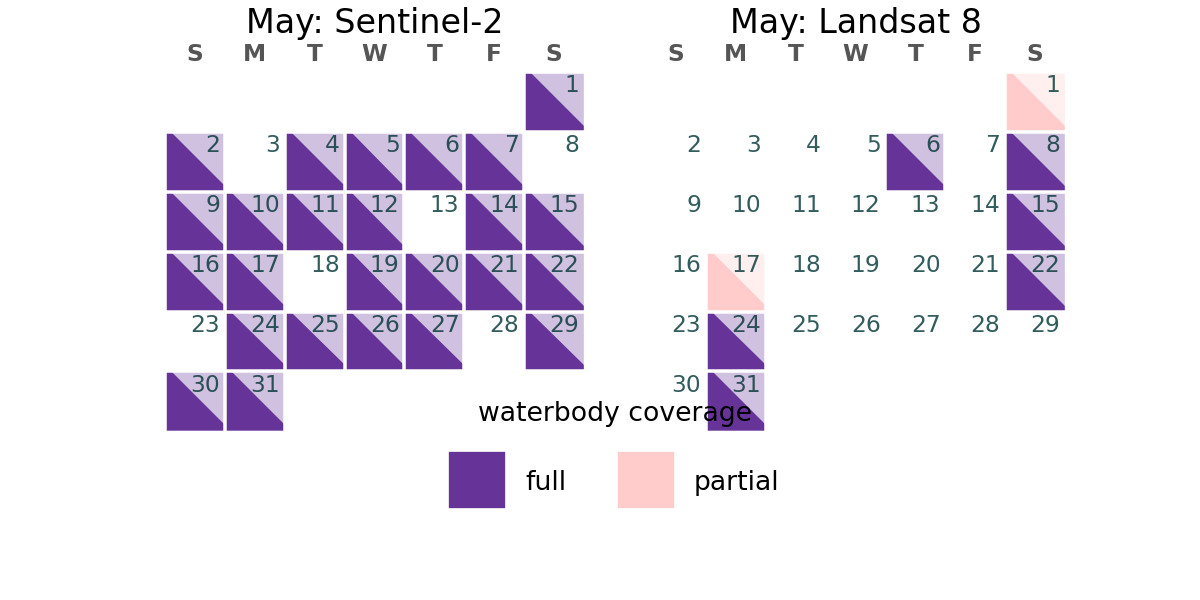 May: Sentinel-2
S M T W T F S
1
2 3 4 5 6 7 8
9 10 11 12 13 14 15
16 17 18 19 20 21 22
23 24 25 26 27 28 29
30 31
May: Landsat 8
S M T W T F S
1
2 3 4 5 6 7 8
9 10 11 12 13 14 15
16 17 18 19 20 21 22
23 24 25 26 27 28 29
30 31
waterbody coverage
full partial